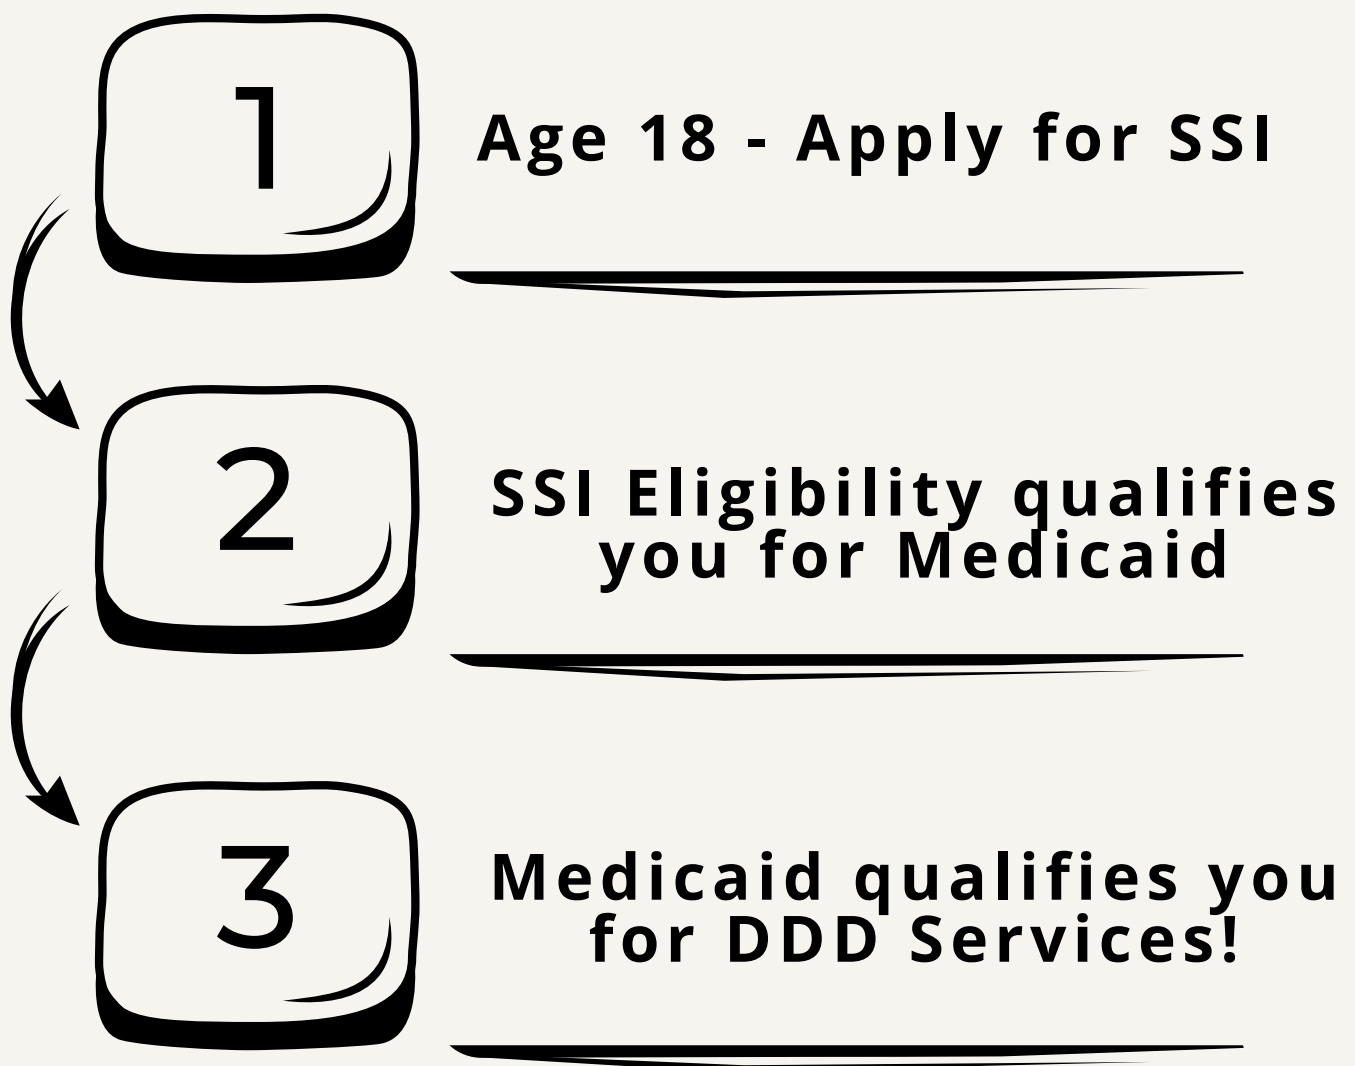 1
Age 18 - Apply for SSI
2
SSI Eligibility qualifies
you for Medicaid
3
Medicaid qualifies you
for DDD Services!